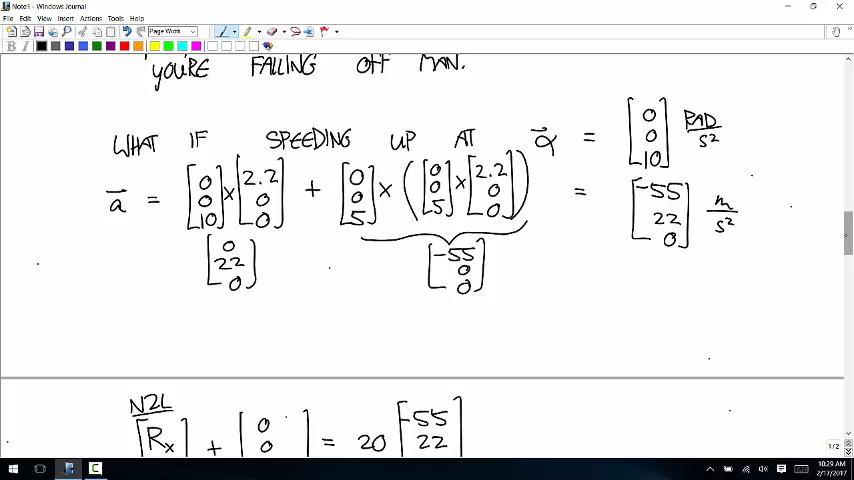 Note1 - Windows Journal
File Edit View Insert Actions Tools Help
Page Width
B I
YOU'RE FALLING OFF MAN.
WHAT IF SPEEDING UP AT α⃗ = [0 0 10] RAD/s²
a⃗ = [0 0 10] × [2.2 0 0] + [0 0 5] × ([0 0 5] × [2.2 0 0]) = [-55 22 0] m/s²
[0 22 0] [-55 0 0]
N2L
[Rx] + [0 0] = 20 [-55 22]
1/2
10:29 AM
2/17/2017